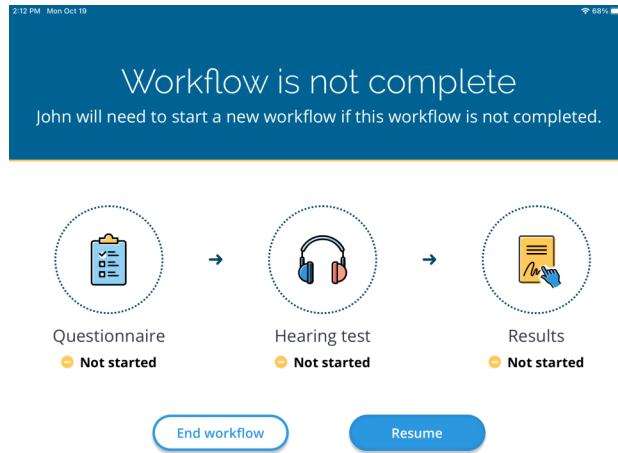 2:12 PM Mon Oct 19 68%
Workflow is not complete
John will need to start a new workflow if this workflow is not completed.
Questionnaire Hearing test Results
Not started Not started Not started
End workflow Resume